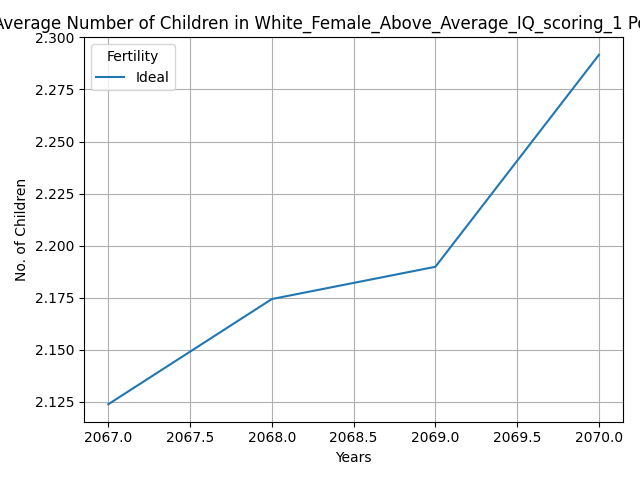 Average Number of Children in White_Female_Above_Average_IQ_scoring_1
2.300
2.275
2.250
2.225
2.200
2.175
2.150
2.125
No. of Children
Fertility
Ideal
2067.0 2067.5 2068.0 2068.5 2069.0 2069.5 2070.0
Years